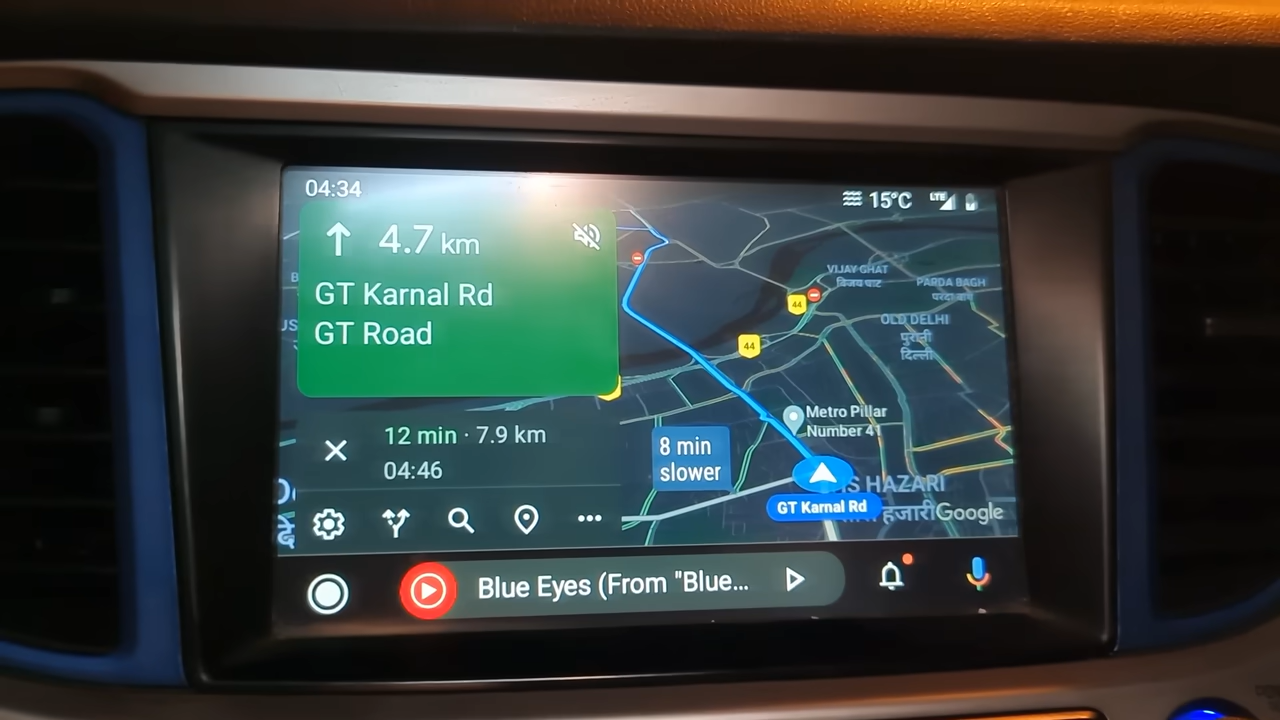 04:34
15°C
LTE
4.7 km
GT Karnal Rd
GT Road
12 min · 7.9 km
04:46
8 min
slower
VIJAY GHAT
विजय घाट
PARDA BAGH
परदा बाग
44
44
OLD DELHI
पुरानी
दिल्ली
Metro Pillar
Number 41
IS HAZARI
हजारी
GT Karnal Rd
Google
Blue Eyes (From "Blue...